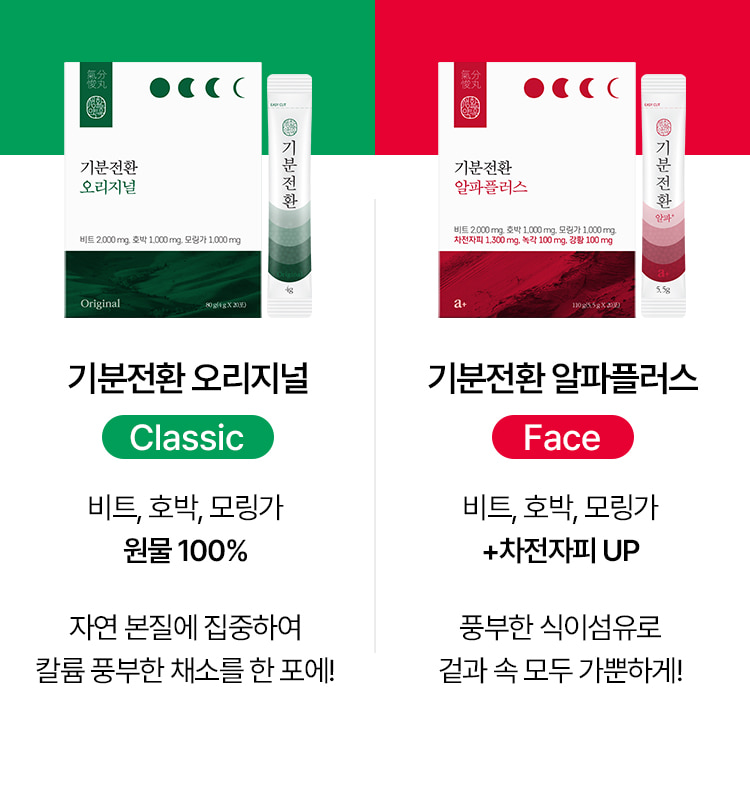 氣分
悛丸
기분전환
오리지널
비트 2,000 mg, 호박 1,000 mg, 모링가 1,000 mg
Original
80g(4g X 20포)
EASY CUT
기분전환
4g
氣分
悛丸
기분전환
알파플러스
비트 2,000 mg, 호박 1,000 mg, 모링가 1,000 mg,
차전자피 1,300 mg, 녹각 100 mg, 강황 100 mg
a+
110g(5.5g X 20포)
EASY CUT
기분전환
알파+
a+
5.5g
기분전환 오리지널
Classic
비트, 호박, 모링가
원물 100%
자연 본질에 집중하여
칼륨 풍부한 채소를 한 포에!
기분전환 알파플러스
Face
비트, 호박, 모링가
+차전자피 UP
풍부한 식이섬유로
겉과 속 모두 가뿐하게!